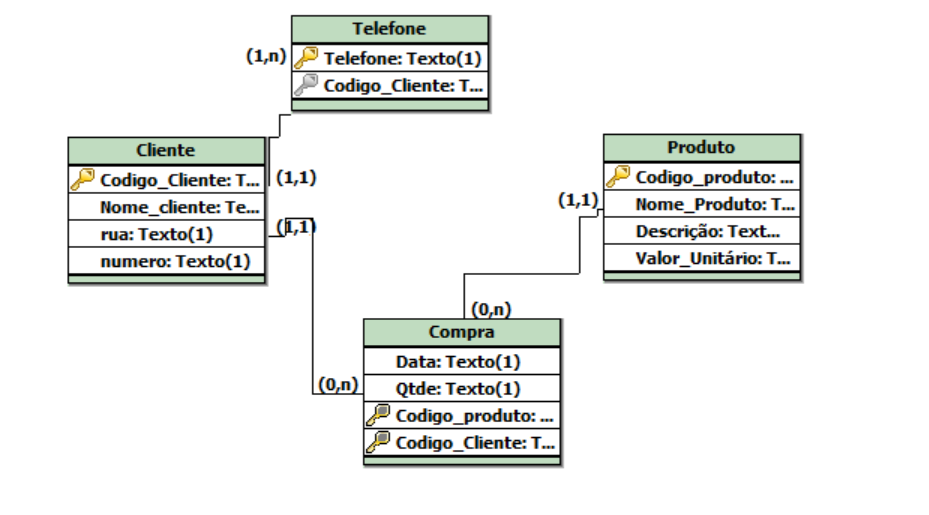 Telefone
(1,n)
Telefone: Texto(1)
Codigo_Cliente: T...
Cliente
Codigo_Cliente: T...
(1,1)
Nome_cliente: Te...
rua: Texto(1)
(1,1)
numero: Texto(1)
Produto
Codigo_produto: ...
(1,1)
Nome_Produto: T...
Descrição: Text...
Valor_Unitário: T...
(0,n)
Compra
Data: Texto(1)
(0,n)
Qtde: Texto(1)
Codigo_produto: ...
Codigo_Cliente: T...